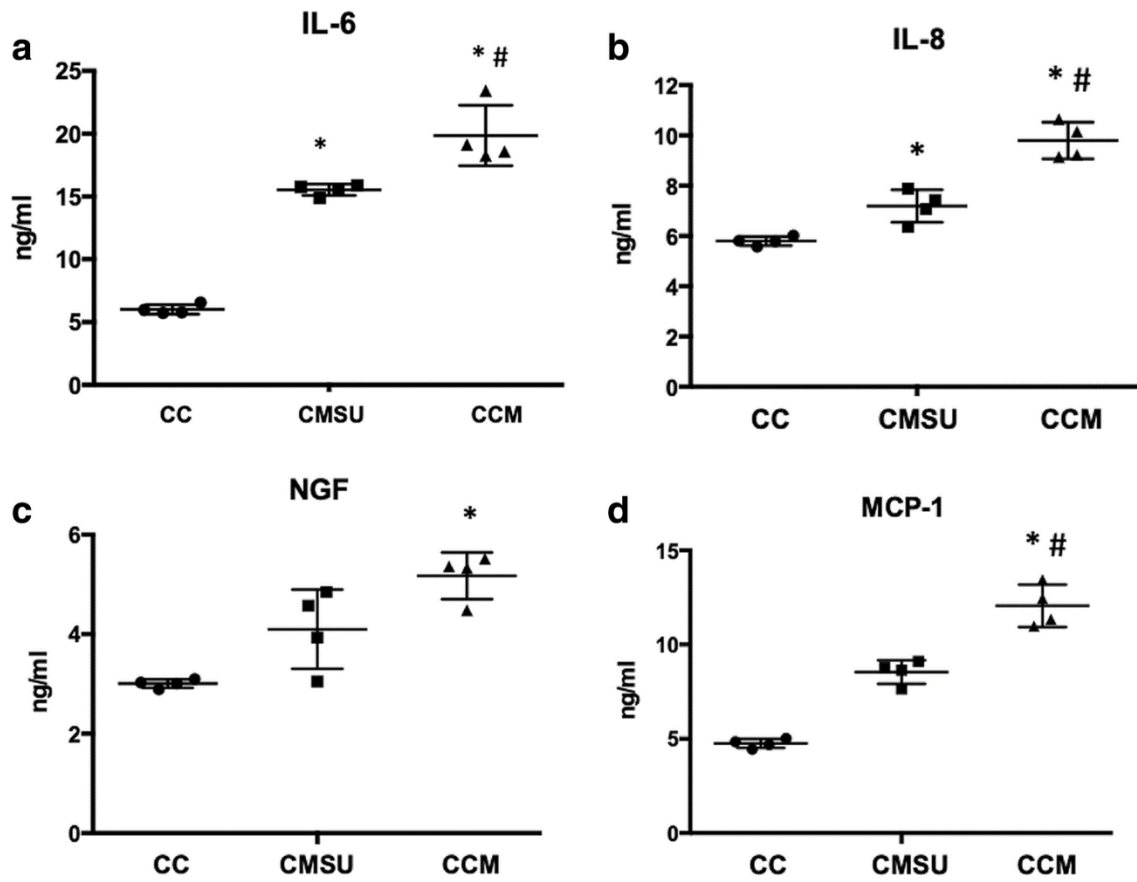 a
IL-6
ng/ml
25
20
15
10
5
0
*
* #
CC CMSU CCM
b
IL-8
ng/ml
12
10
8
6
4
2
0
*
* #
CC CMSU CCM
c
NGF
ng/ml
6
4
2
0
*
CC CMSU CCM
d
MCP-1
ng/ml
15
10
5
0
* #
CC CMSU CCM